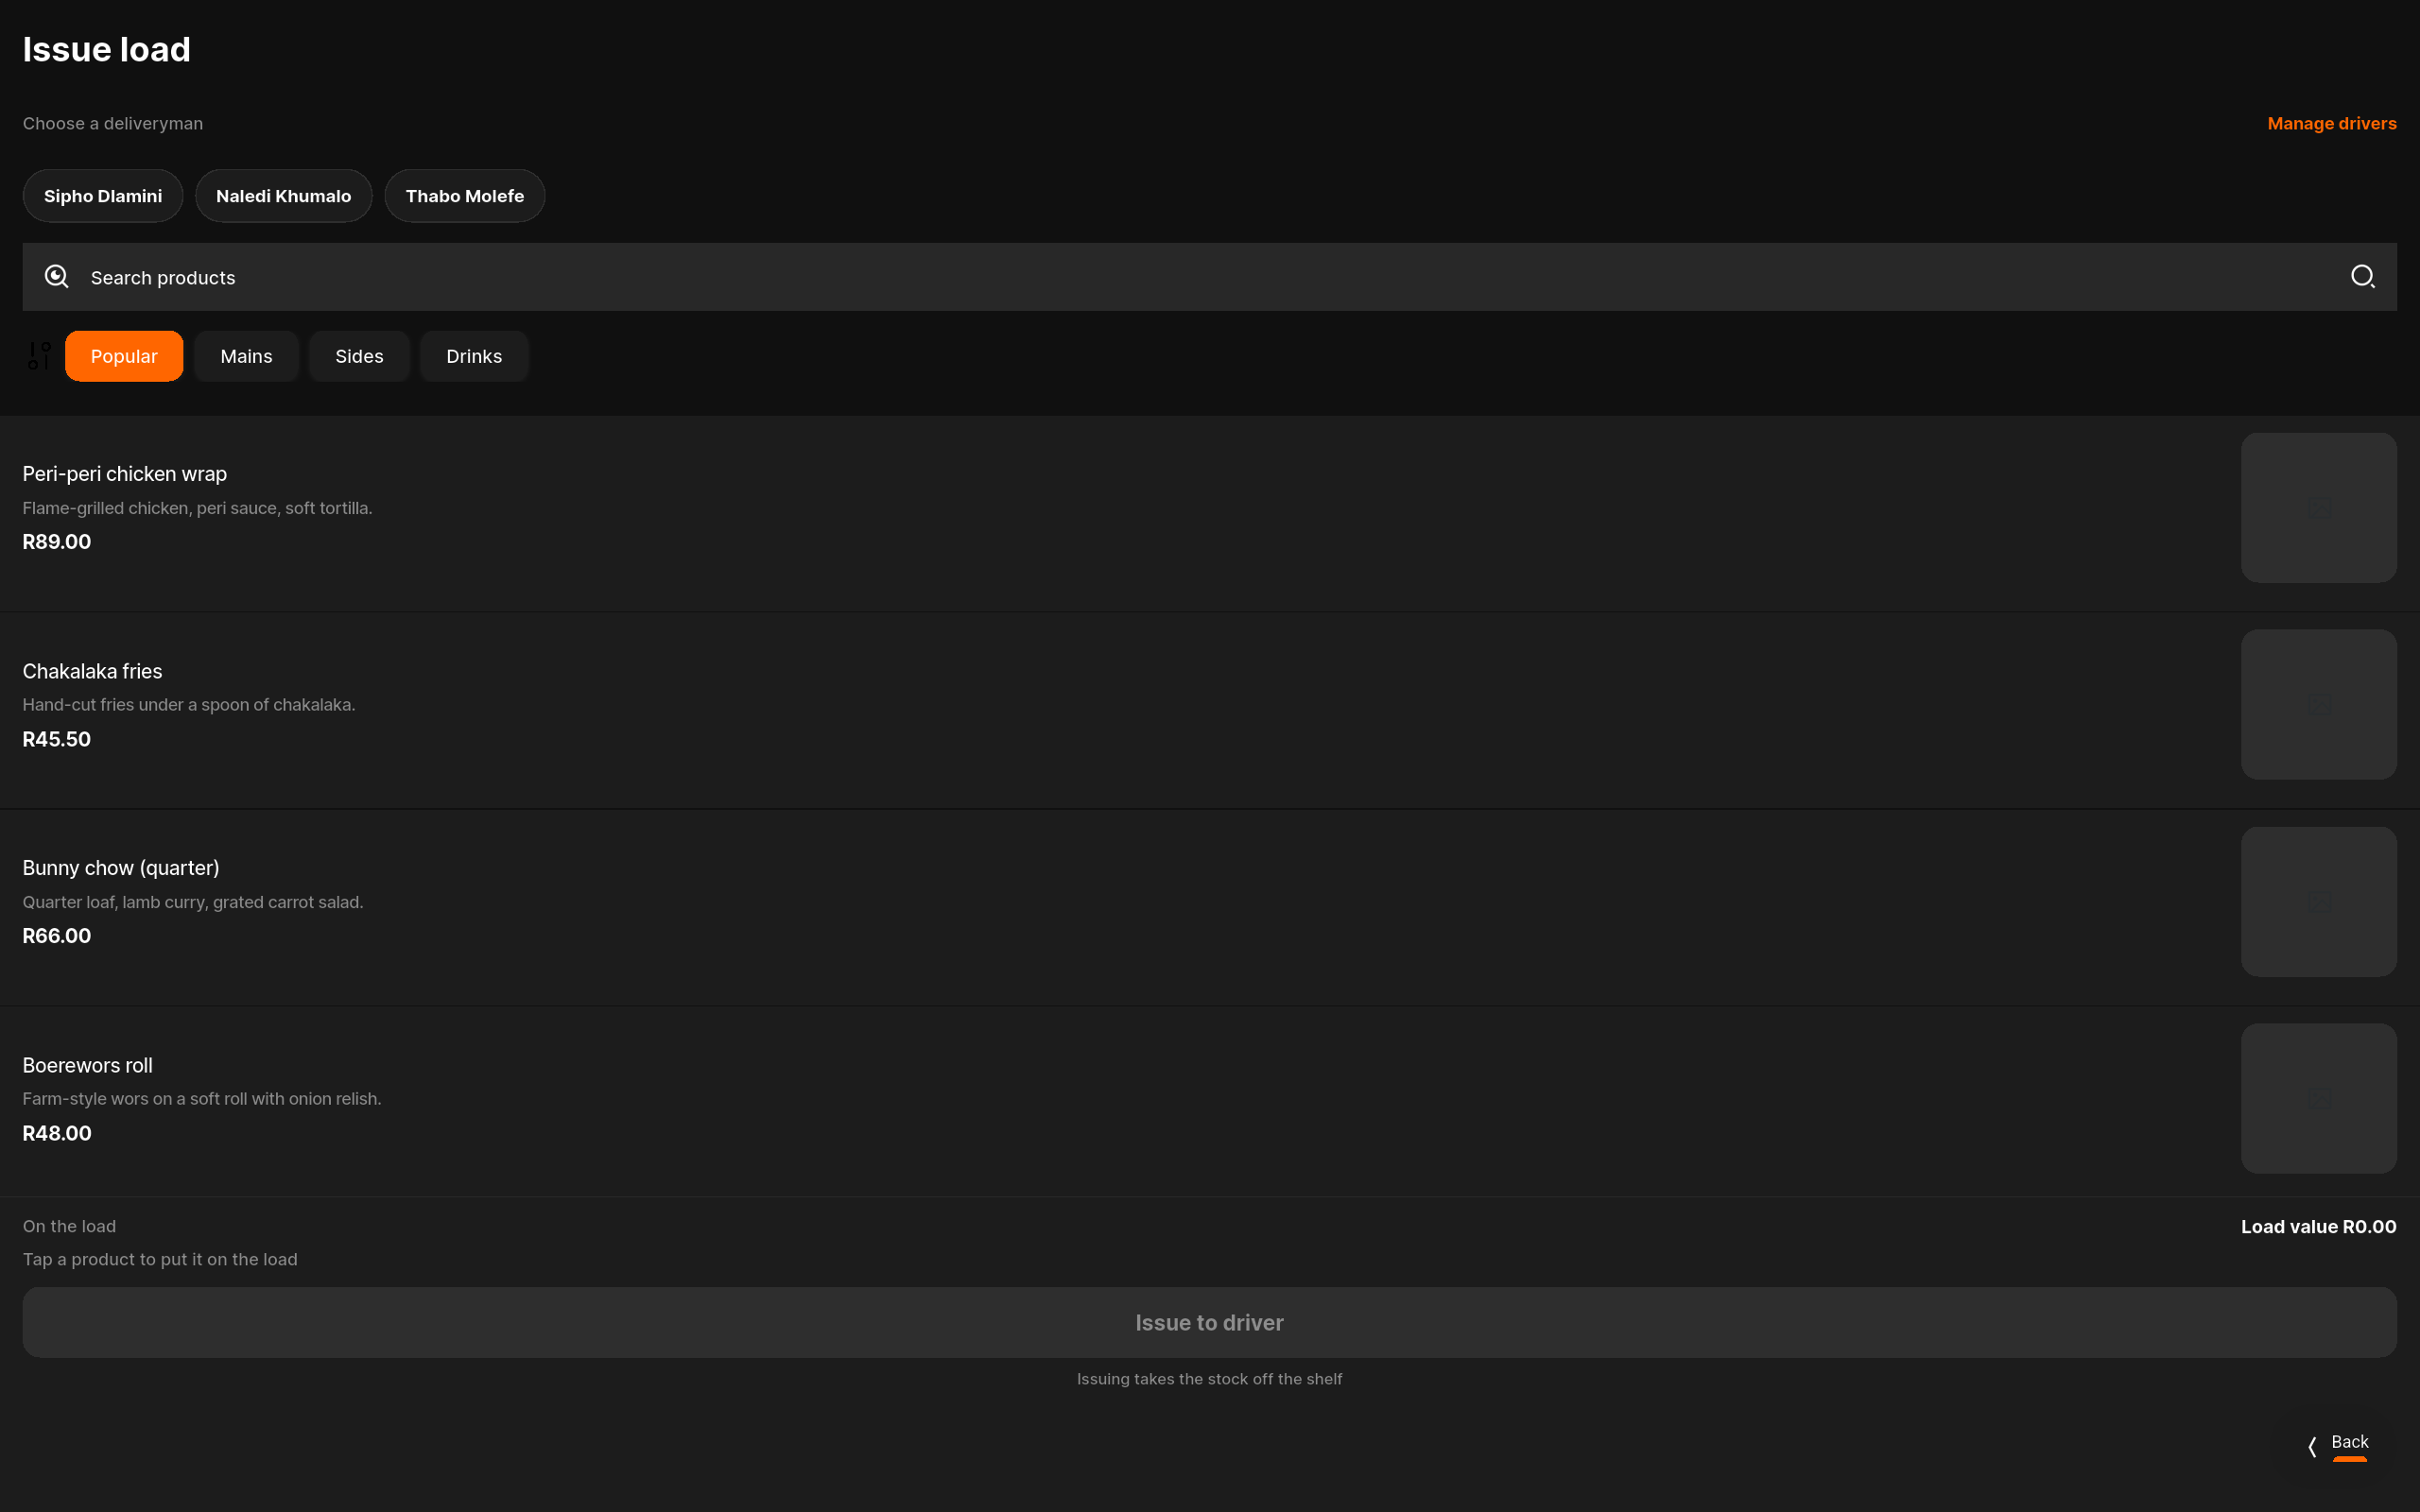 Issue load
Choose a deliveryman
Manage drivers
Sipho Dlamini
Naledi Khumalo
Thabo Molefe
Search products
Popular
Mains
Sides
Drinks
Peri-peri chicken wrap
Flame-grilled chicken, peri sauce, soft tortilla.
R89.00
Chakalaka fries
Hand-cut fries under a spoon of chakalaka.
R45.50
Bunny chow (quarter)
Quarter loaf, lamb curry, grated carrot salad.
R66.00
Boerewors roll
Farm-style wors on a soft roll with onion relish.
R48.00
On the load
Load value R0.00
Tap a product to put it on the load
Issue to driver
Issuing takes the stock off the shelf
Back